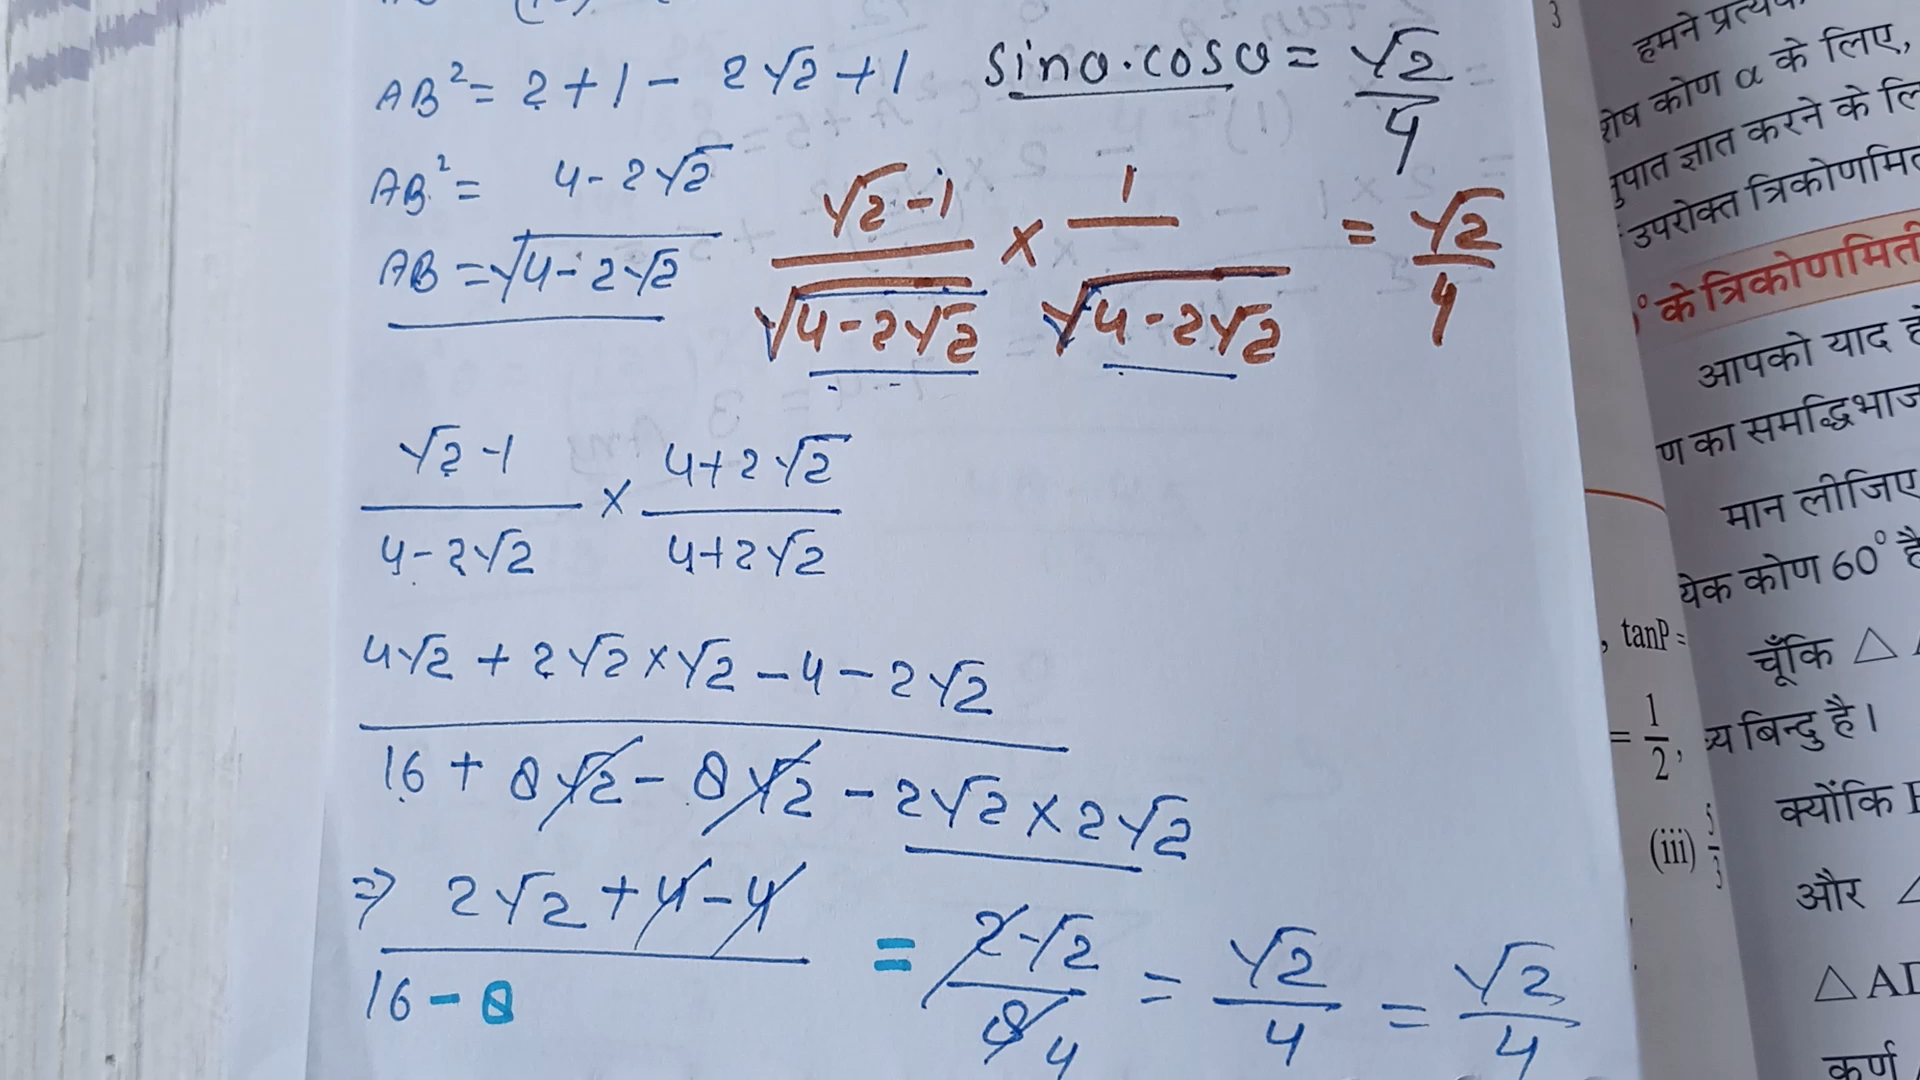 AB² = 2 + 1 - 2√2 + 1
sinθ·cosθ = √2/4
AB² = 4 - 2√2
AB = √(4 - 2√2)
(√2 - 1)/√(4 - 2√2) × 1/√(4 - 2√2) = √2/4
(√2 - 1)/(4 - 2√2) × (4 + 2√2)/(4 + 2√2)
(4√2 + 2√2 × √2 - 4 - 2√2)/(16 + 8√2 - 8√2 - 2√2 × 2√2)
⇒ (2√2 + 4 - 4)/(16 - 8) = 2√2/8 4 = √2/4 = √2/4
3
, tanP =
= 1/2,
(iii) 5/3
हमने
कोण α के लिए,
ज्ञात करने के
उपरोक्त
° के
आपको याद
का
मान लीजिए
कोण 60°
चूँकि △
बिन्दु है।
क्योंकि
और △
△
कर्ण